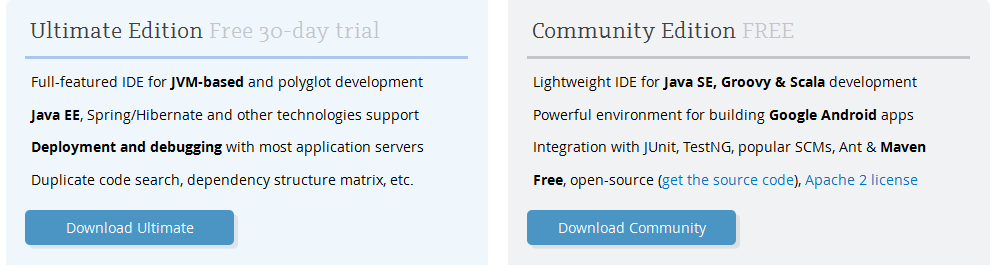 Ultimate Edition Free 30-day trial
Full-featured IDE for JVM-based and polyglot development
Java EE, Spring/Hibernate and other technologies support
Deployment and debugging with most application servers
Duplicate code search, dependency structure matrix, etc.
Download Ultimate
Community Edition FREE
Lightweight IDE for Java SE, Groovy & Scala development
Powerful environment for building Google Android apps
Integration with JUnit, TestNG, popular SCMs, Ant & Maven
Free, open-source (get the source code), Apache 2 license
Download Community